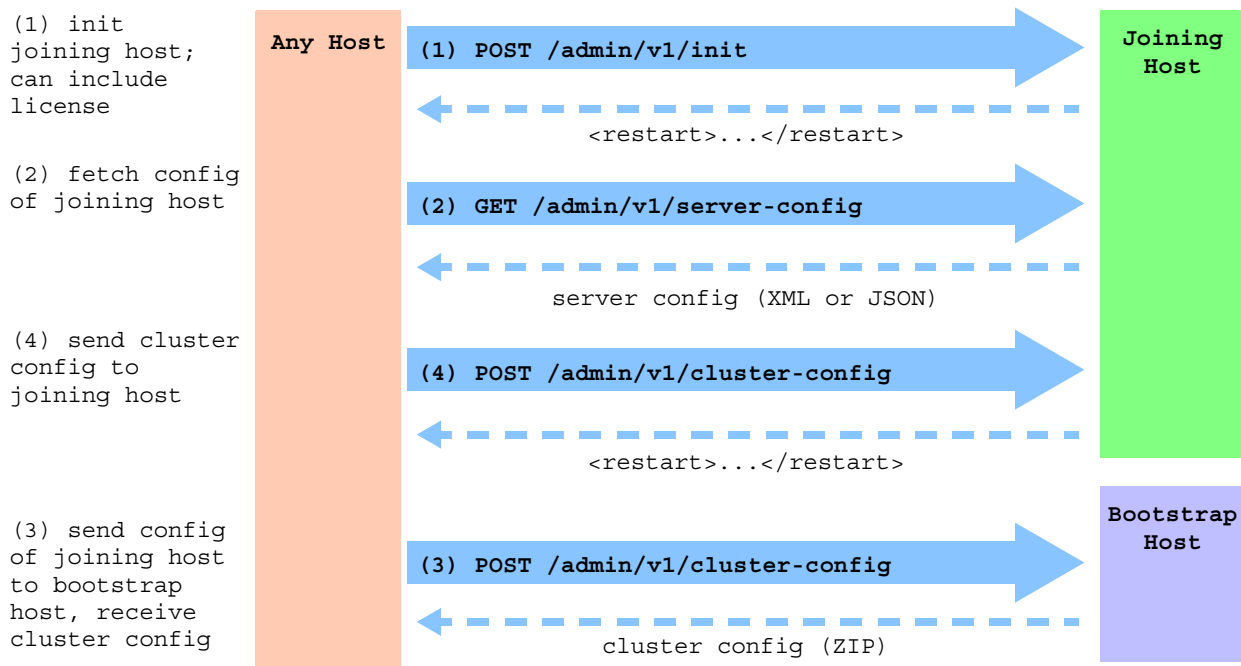 (1) init
joining host;
can include
license
Any Host
(1) POST /admin/v1/init
Joining
Host
<restart>...</restart>
(2) fetch config
of joining host
(2) GET /admin/v1/server-config
server config (XML or JSON)
(4) send cluster
config to
joining host
(4) POST /admin/v1/cluster-config
<restart>...</restart>
(3) send config
of joining host
to bootstrap
host, receive
cluster config
(3) POST /admin/v1/cluster-config
Bootstrap
Host
cluster config (ZIP)